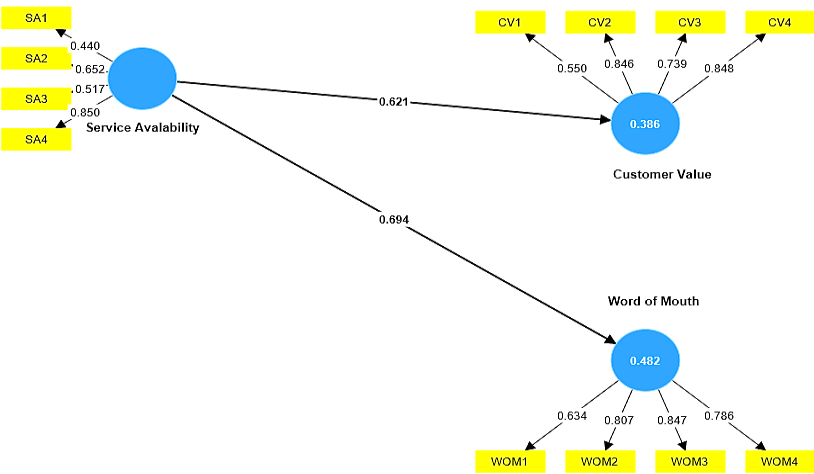 SA1
0.440
SA2
0.652
SA3
0.517
0.850
SA4
Service Avalability
0.621
0.694
CV1
CV2
CV3
CV4
0.550
0.846
0.739
0.848
0.386
Customer Value
Word of Mouth
0.482
0.634
0.807
0.847
0.786
WOM1
WOM2
WOM3
WOM4